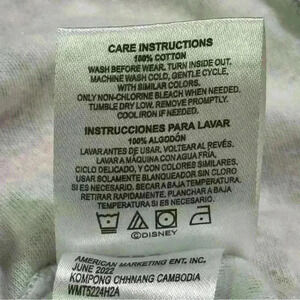 CARE INSTRUCTIONS
100% COTTON
WASH BEFORE WEAR. TURN INSIDE OUT.
MACHINE WASH COLD, GENTLE CYCLE,
WITH SIMILAR COLORS.
ONLY NON-CHLORINE BLEACH WHEN NEEDED.
TUMBLE DRY LOW. REMOVE PROMPTLY.
COOL IRON IF NEEDED.
INSTRUCCIONES PARA LAVAR
100% ALGODÓN
LAVAR ANTES DE USAR. VOLTEAR AL REVÉS.
LAVAR A MÁQUINA CON AGUA FRÍA,
CICLO DELICADO, Y CON COLORES SIMILARES.
USAR SOLAMENTE BLANQUEADOR SIN CLORO
SI ES NECESARIO. SECAR A BAJA TEMPERATURA.
RETIRAR RAPIDAMENTE. PLANCHAR A BAJA
TEMPERATURA SI ES NECESARIO.
©DISNEY
AMERICAN MARKETING ENT. INC.
JUNE 2022
KOMPONG CHHNANG CAMBODIA
WMT5224H2A